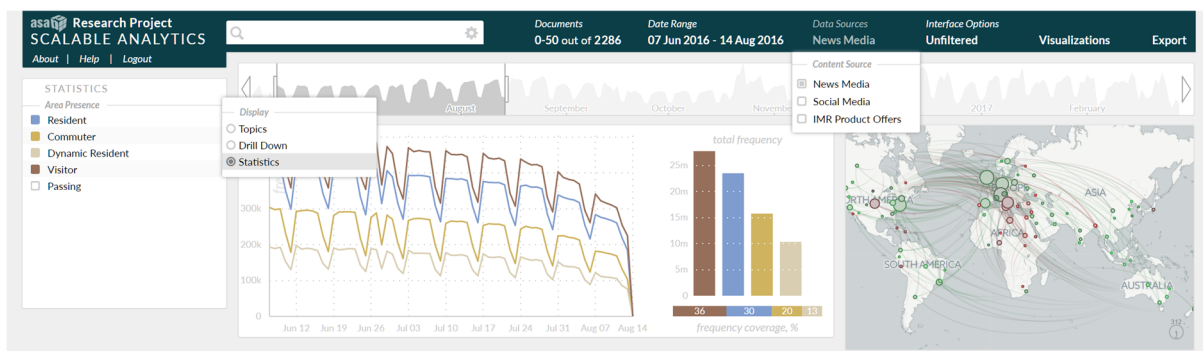 asap Research Project
SCALABLE ANALYTICS
About | Help | Logout
Documents
0-50 out of 2286
Date Range
07 Jun 2016 - 14 Aug 2016
Data Sources
News Media
Interface Options
Unfiltered
Visualizations
Export
Content Source
News Media
Social Media
IMR Product Offers
August
September
October
Novembe
2017
February
STATISTICS
Area Presence
Resident
Commuter
Dynamic Resident
Visitor
Passing
Display
Topics
Drill Down
Statistics
300k
200k
100k
0
Jun 12 Jun 19 Jun 26 Jul 03 Jul 10 Jul 17 Jul 24 Jul 31 Aug 07 Aug 14
total frequency
25m
20m
15m
10m
5m
0
36 30 20 13
frequency coverage, %
ASIA
AFRICA
SOUTH AMERICA
AUSTRALIA
312
1